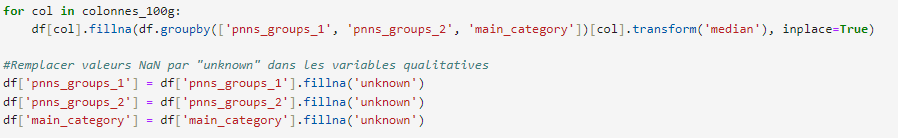 for col in colonnes_100g:
    df[col].fillna(df.groupby(['pnns_groups_1', 'pnns_groups_2', 'main_category'])[col].transform('median'), inplace=True)

#Remplacer valeurs NaN par "unknown" dans les variables qualitatives
df['pnns_groups_1'] = df['pnns_groups_1'].fillna('unknown')
df['pnns_groups_2'] = df['pnns_groups_2'].fillna('unknown')
df['main_category'] = df['main_category'].fillna('unknown')